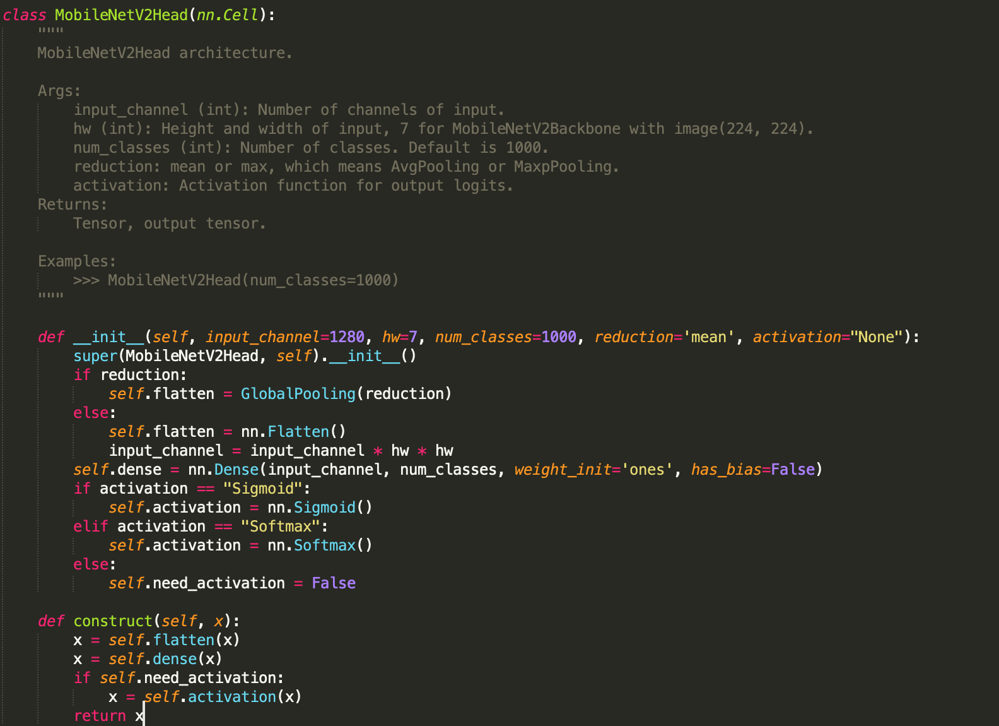 class MobileNetV2Head(nn.Cell):
    """
    MobileNetV2Head architecture.

    Args:
        input_channel (int): Number of channels of input.
        hw (int): Height and width of input, 7 for MobileNetV2Backbone with image(224, 224).
        num_classes (int): Number of classes. Default is 1000.
        reduction: mean or max, which means AvgPooling or MaxpPooling.
        activation: Activation function for output logits.
    Returns:
        Tensor, output tensor.

    Examples:
        >>> MobileNetV2Head(num_classes=1000)
    """

    def __init__(self, input_channel=1280, hw=7, num_classes=1000, reduction='mean', activation="None"):
        super(MobileNetV2Head, self).__init__()
        if reduction:
            self.flatten = GlobalPooling(reduction)
        else:
            self.flatten = nn.Flatten()
            input_channel = input_channel * hw * hw
        self.dense = nn.Dense(input_channel, num_classes, weight_init='ones', has_bias=False)
        if activation == "Sigmoid":
            self.activation = nn.Sigmoid()
        elif activation == "Softmax":
            self.activation = nn.Softmax()
        else:
            self.need_activation = False

    def construct(self, x):
        x = self.flatten(x)
        x = self.dense(x)
        if self.need_activation:
            x = self.activation(x)
        return x